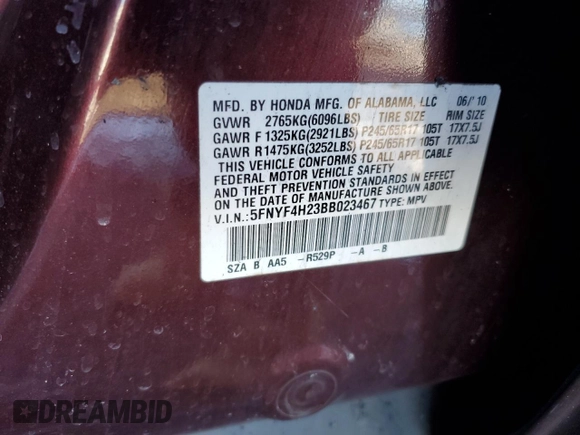 MFD. BY HONDA MFG. OF ALABAMA, LLC 06/'10
GVWR 2765KG(6096LBS) TIRE SIZE RIM SIZE
GAWR F 1325KG(2921LBS) P245/65R17 105T 17X7.5J
GAWR R 1475KG(3252LBS) P245/65R17 105T 17X7.5J
THIS VEHICLE CONFORMS TO ALL APPLICABLE
FEDERAL MOTOR VEHICLE SAFETY
AND THEFT PREVENTION STANDARDS IN EFFECT
ON THE DATE OF MANUFACTURE SHOWN ABOVE.
V.I.N.: 5FNYF4H23BB023467 TYPE: MPV
SZA B AA5 -R529P -A -B
DREAMBID